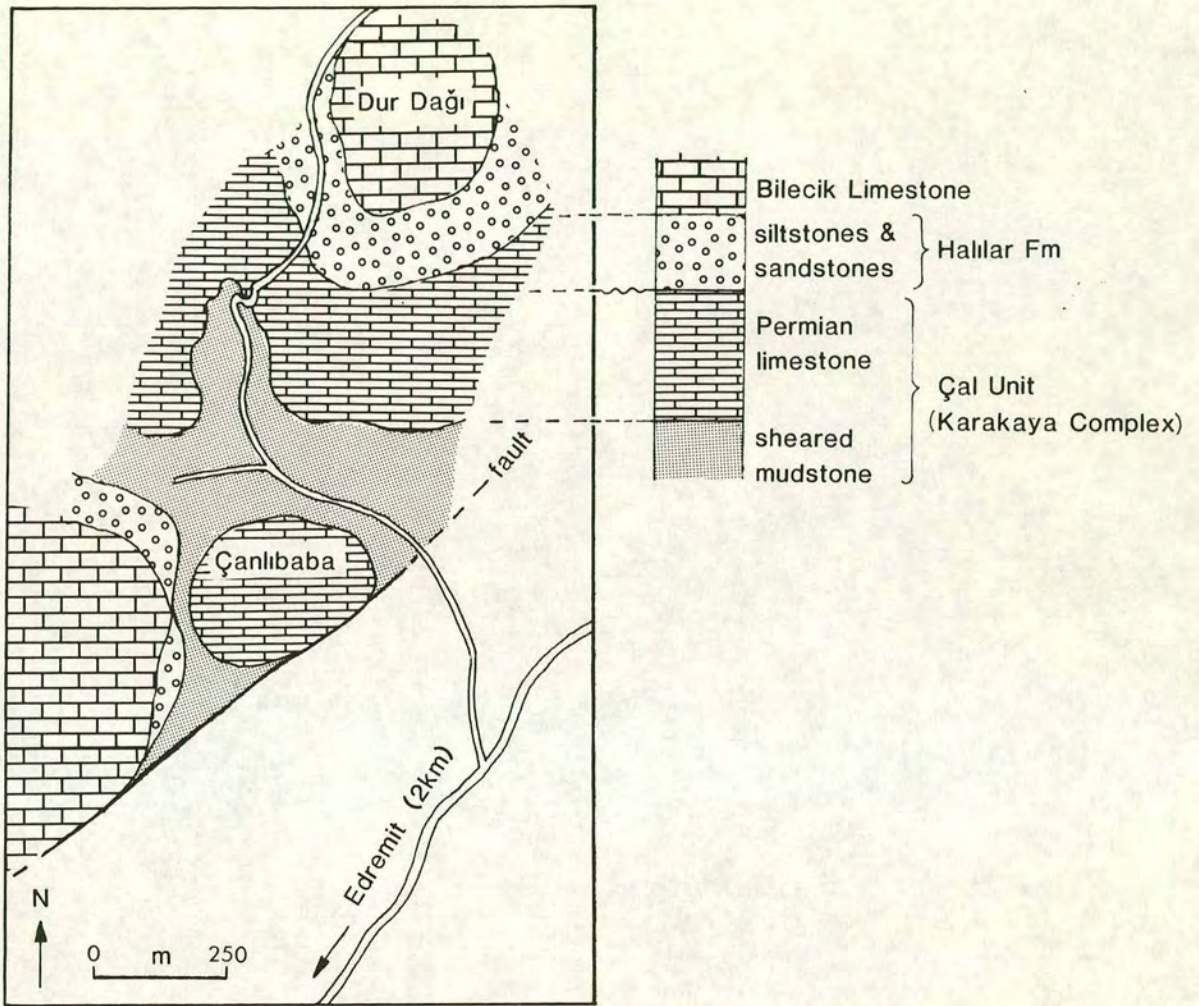 Dur Dağı
Çanlıbaba
fault
Edremit (2km)
N
0 m 250
Bilecik Limestone
siltstones &
sandstones
Halılar Fm
Permian
limestone
sheared
mudstone
Çal Unit
(Karakaya Complex)